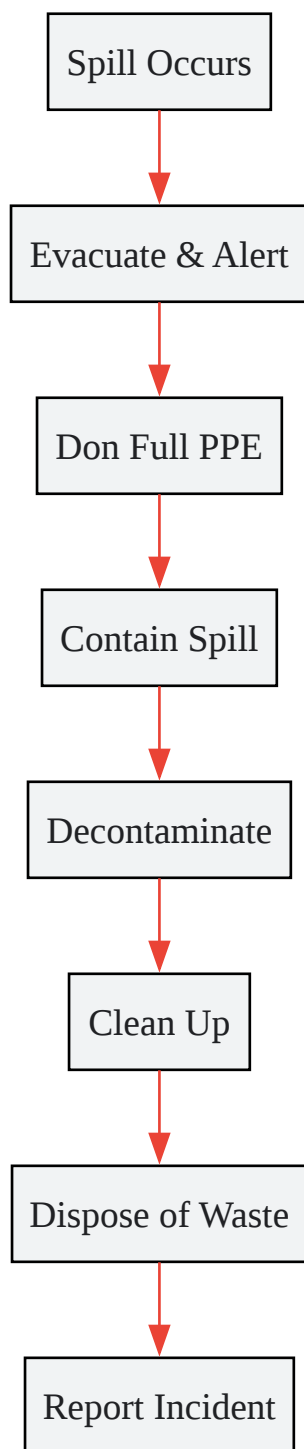 Spill Occurs
Evacuate & Alert
Don Full PPE
Contain Spill
Decontaminate
Clean Up
Dispose of Waste
Report Incident